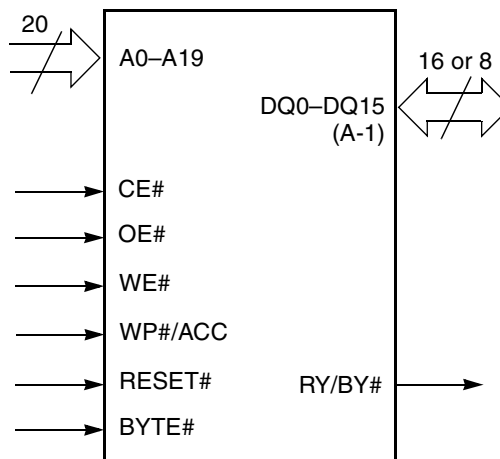 20
A0–A19
16 or 8
DQ0–DQ15
(A-1)
CE#
OE#
WE#
WP#/ACC
RESET#
RY/BY#
BYTE#